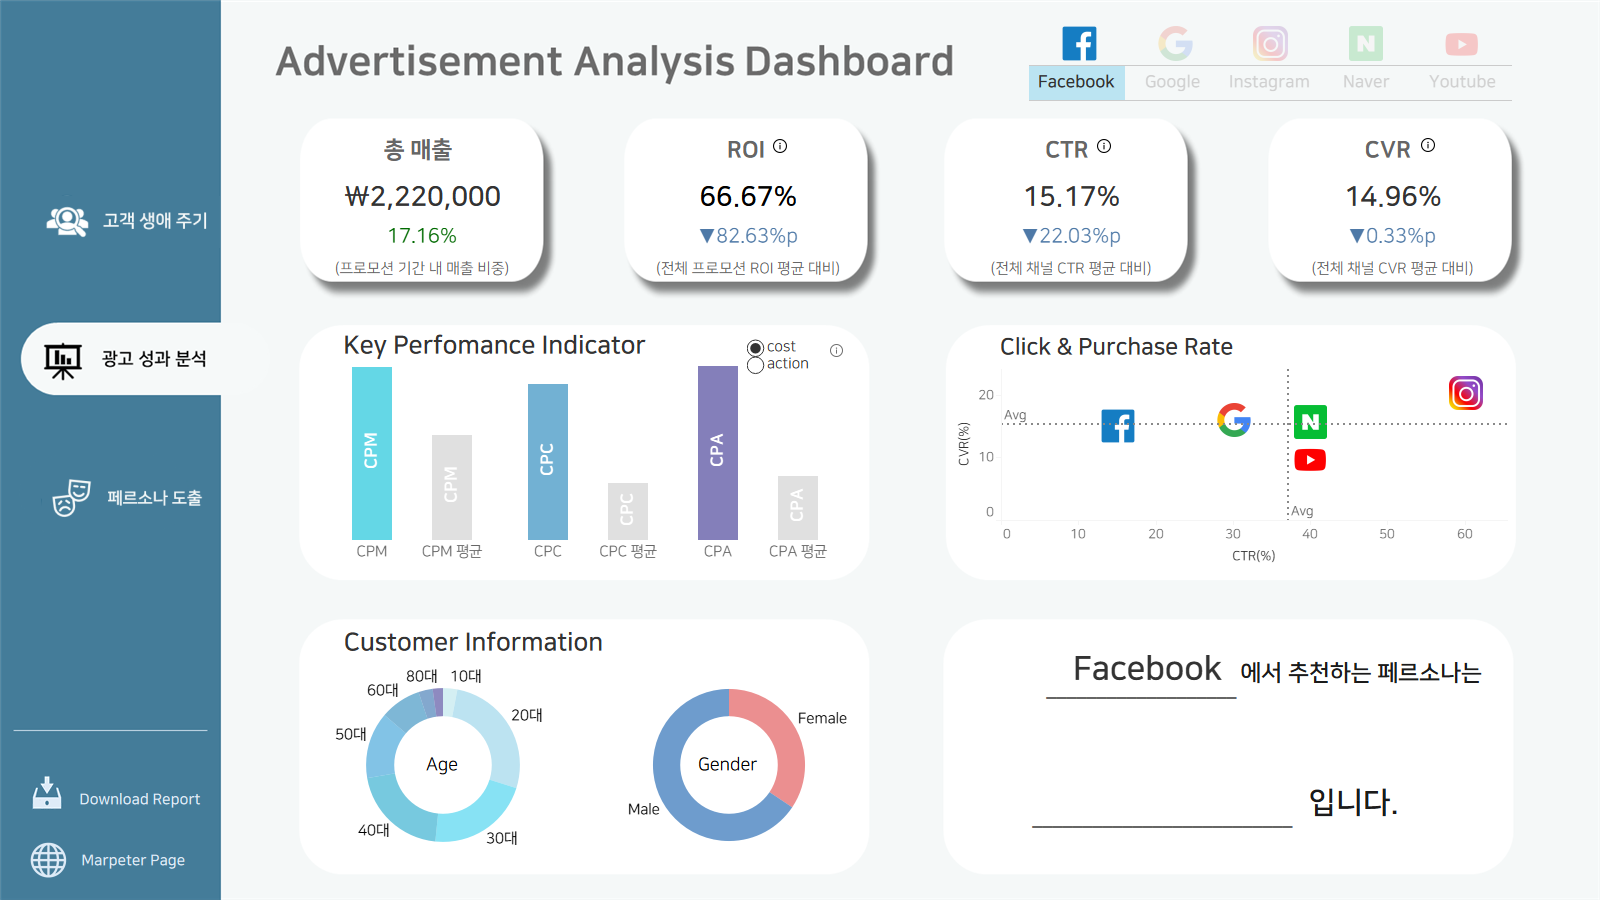 Advertisement Analysis Dashboard
Facebook Google Instagram Naver Youtube
고객 생애 주기
광고 성과 분석
페르소나 도출
Download Report
Marpeter Page
총 매출
₩2,220,000
17.16%
(프로모션 기간 내 매출 비중)
ROI
66.67%
▼82.63%p
(전체 프로모션 ROI 평균 대비)
CTR
15.17%
▼22.03%p
(전체 채널 CTR 평균 대비)
CVR
14.96%
▼0.33%p
(전체 채널 CVR 평균 대비)
Key Perfomance Indicator
cost
action
CPM
CPM
CPC
CPC
CPA
CPA
CPM CPM 평균 CPC CPC 평균 CPA CPA 평균
Click & Purchase Rate
CVR(%)
20
10
0
Avg
Avg
0 10 20 30 40 50 60
CTR(%)
Customer Information
80대 10대
60대
20대
50대
40대
30대
Age
Female
Gender
Male
Facebook 에서 추천하는 페르소나는
입니다.